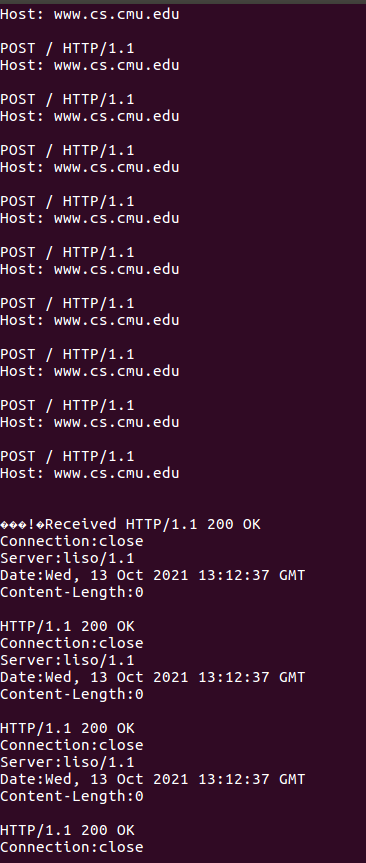 Host: www.cs.cmu.edu
POST / HTTP/1.1
Host: www.cs.cmu.edu
POST / HTTP/1.1
Host: www.cs.cmu.edu
POST / HTTP/1.1
Host: www.cs.cmu.edu
POST / HTTP/1.1
Host: www.cs.cmu.edu
POST / HTTP/1.1
Host: www.cs.cmu.edu
POST / HTTP/1.1
Host: www.cs.cmu.edu
POST / HTTP/1.1
Host: www.cs.cmu.edu
POST / HTTP/1.1
Host: www.cs.cmu.edu
POST / HTTP/1.1
Host: www.cs.cmu.edu
���!�Received HTTP/1.1 200 OK
Connection:close
Server:liso/1.1
Date:Wed, 13 Oct 2021 13:12:37 GMT
Content-Length:0
HTTP/1.1 200 OK
Connection:close
Server:liso/1.1
Date:Wed, 13 Oct 2021 13:12:37 GMT
Content-Length:0
HTTP/1.1 200 OK
Connection:close
Server:liso/1.1
Date:Wed, 13 Oct 2021 13:12:37 GMT
Content-Length:0
HTTP/1.1 200 OK
Connection:close